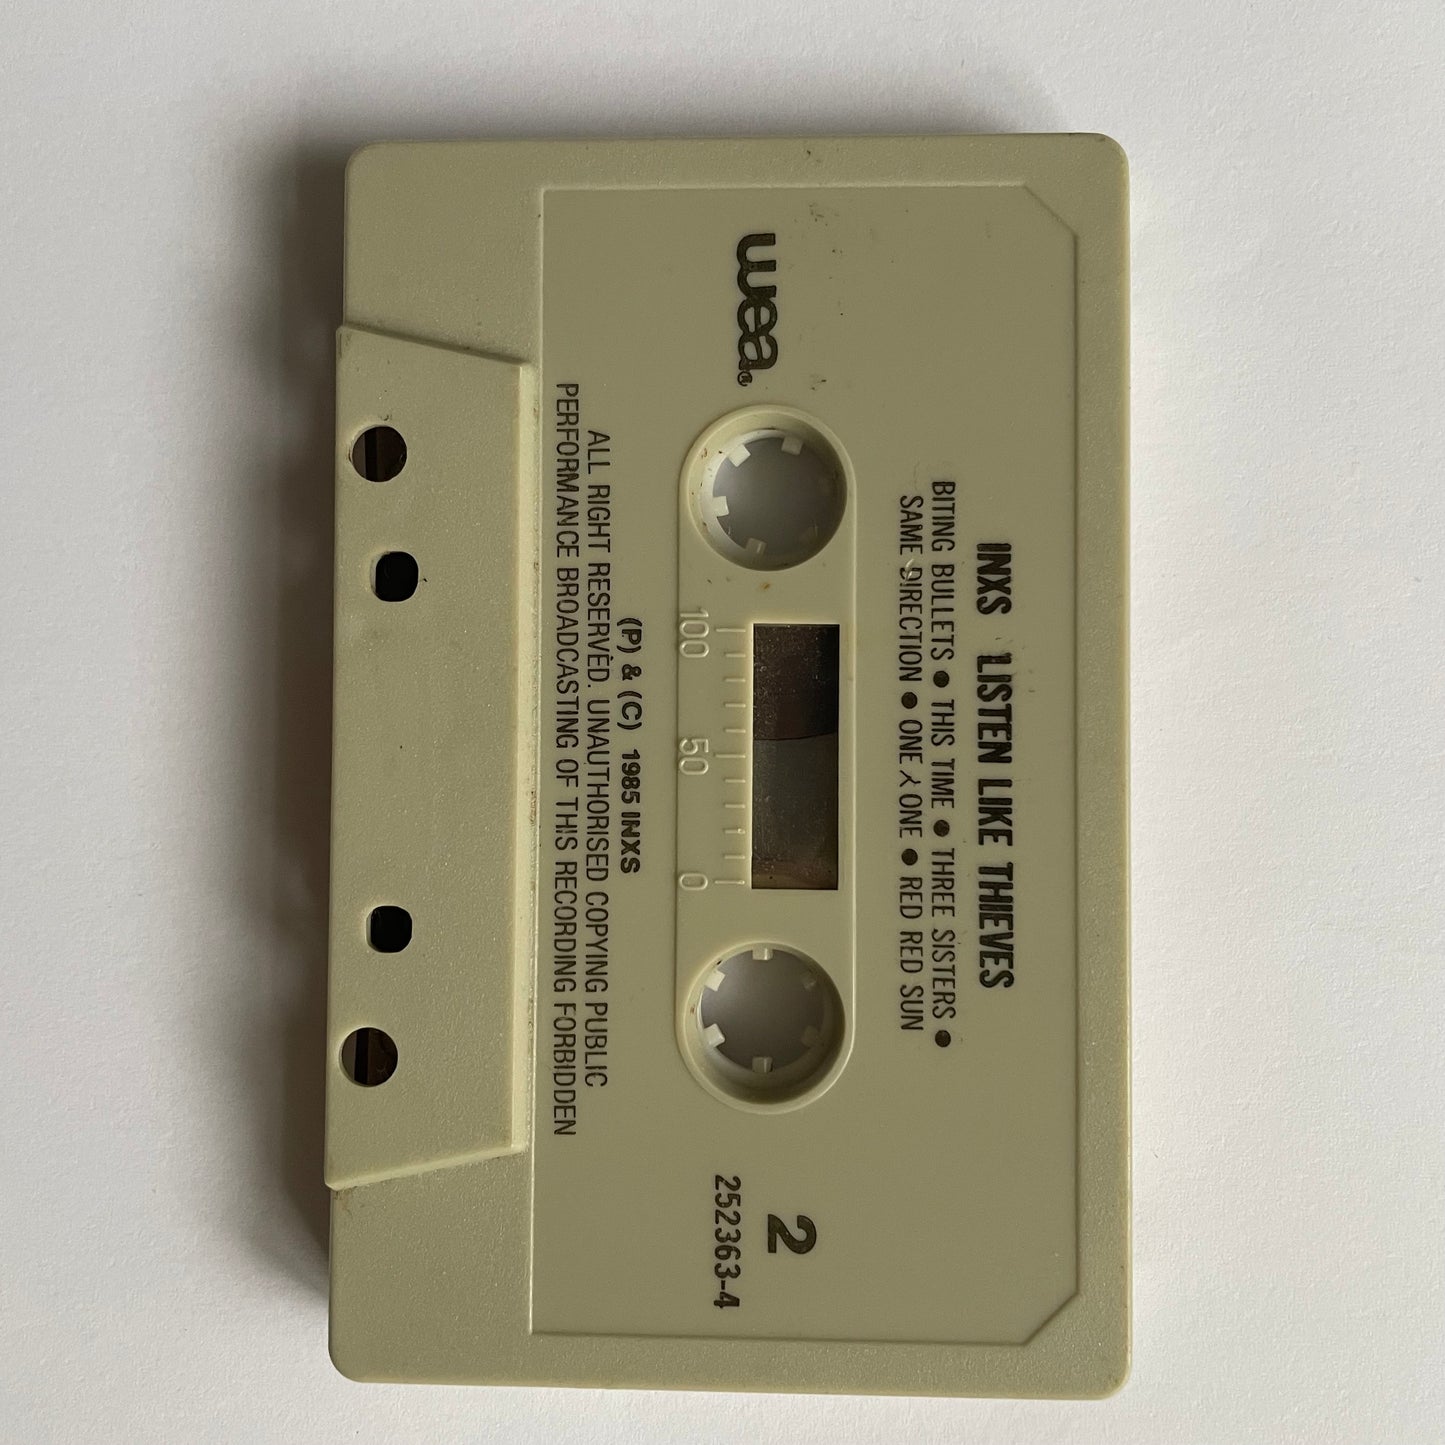 INXS LISTEN LIKE THIEVES
BITING BULLETS ● THIS TIME ● THREE SISTERS ●
SAME DIRECTION ● ONE X ONE ● RED RED SUN
wea®
2
252363-4
100 50 0
(P) & (C) 1985 INXS
ALL RIGHT RESERVED. UNAUTHORISED COPYING PUBLIC
PERFORMANCE BROADCASTING OF THIS RECORDING FORBIDDEN